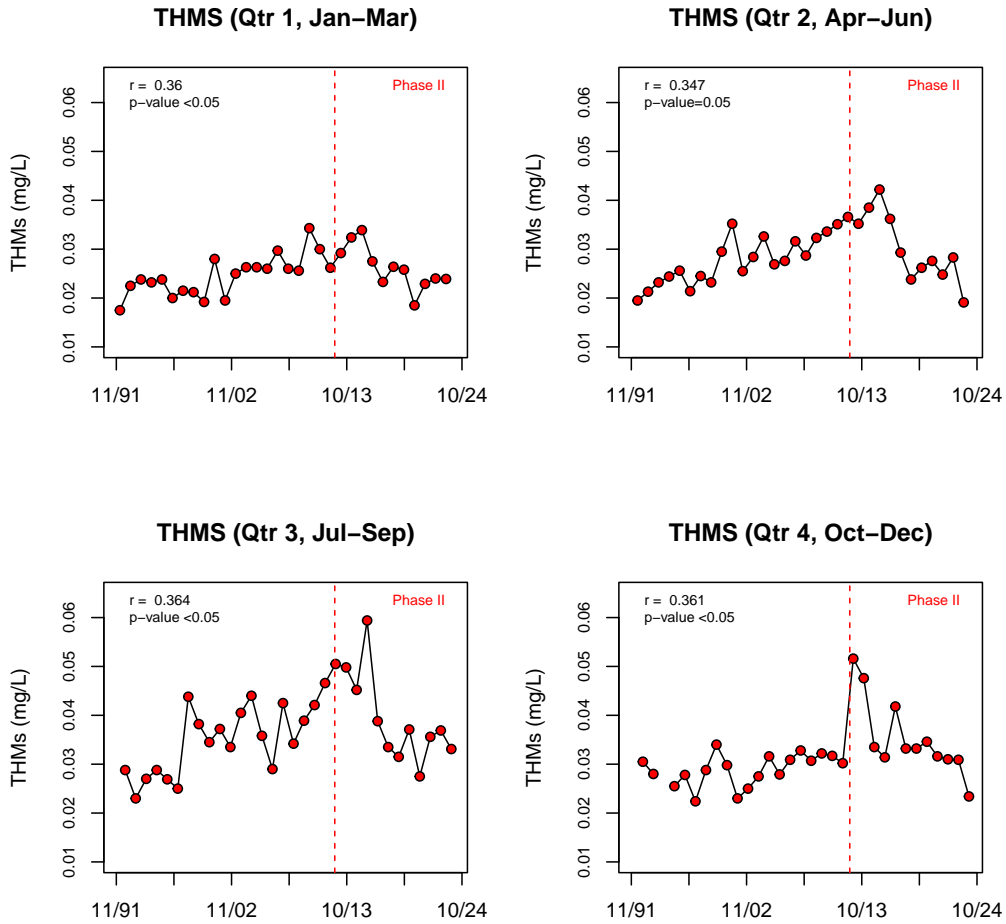 THMS (Qtr 1, Jan−Mar)
r = 0.36
p−value <0.05
Phase II
THMs (mg/L)
0.06
0.05
0.04
0.03
0.02
0.01
11/91 11/02 10/13 10/24
THMS (Qtr 2, Apr−Jun)
r = 0.347
p−value=0.05
Phase II
THMs (mg/L)
0.06
0.05
0.04
0.03
0.02
0.01
11/91 11/02 10/13 10/24
THMS (Qtr 3, Jul−Sep)
r = 0.364
p−value <0.05
Phase II
THMs (mg/L)
0.06
0.05
0.04
0.03
0.02
0.01
11/91 11/02 10/13 10/24
THMS (Qtr 4, Oct−Dec)
r = 0.361
p−value <0.05
Phase II
THMs (mg/L)
0.06
0.05
0.04
0.03
0.02
0.01
11/91 11/02 10/13 10/24